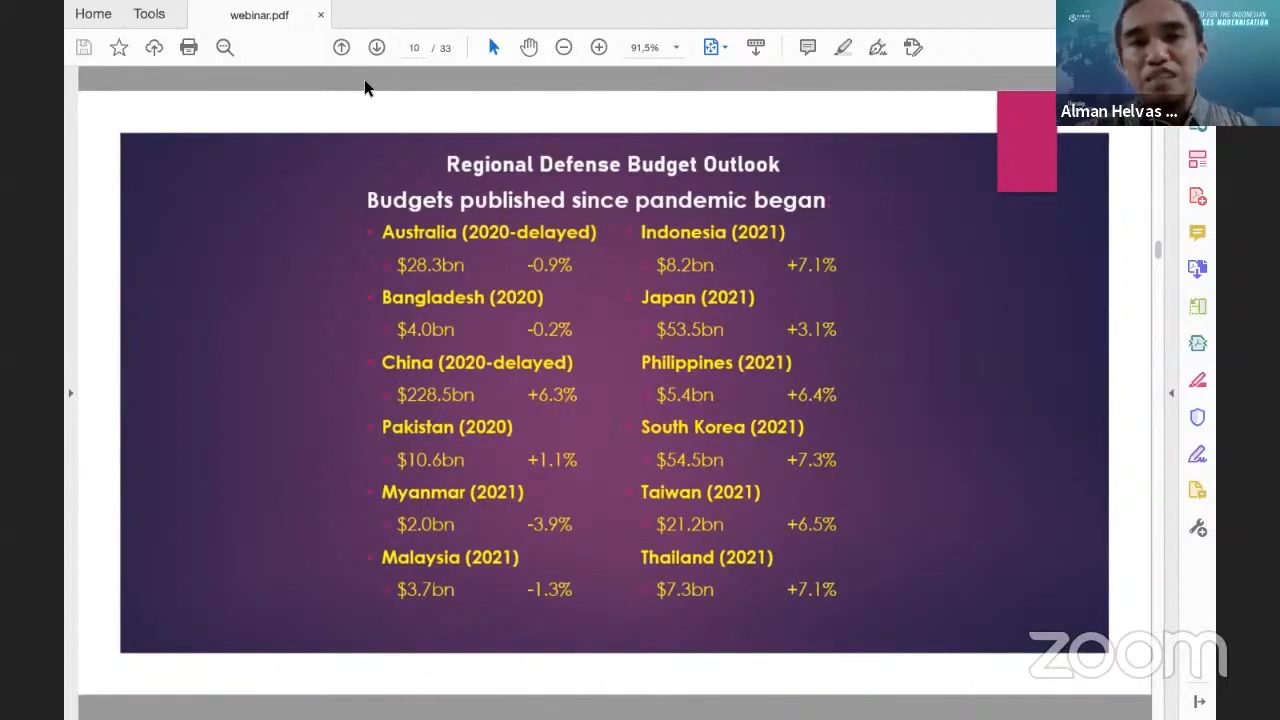 Home Tools webinar.pdf ×
10 / 33 91,5%
FOR THE INDONESIAN
CES MODERNISATION
Alman Helvas ...
Regional Defense Budget Outlook
Budgets published since pandemic began:
Australia (2020-delayed)
$28.3bn -0.9%
Bangladesh (2020)
$4.0bn -0.2%
China (2020-delayed)
$228.5bn +6.3%
Pakistan (2020)
$10.6bn +1.1%
Myanmar (2021)
$2.0bn -3.9%
Malaysia (2021)
$3.7bn -1.3%
Indonesia (2021)
$8.2bn +7.1%
Japan (2021)
$53.5bn +3.1%
Philippines (2021)
$5.4bn +6.4%
South Korea (2021)
$54.5bn +7.3%
Taiwan (2021)
$21.2bn +6.5%
Thailand (2021)
$7.3bn +7.1%
zoom